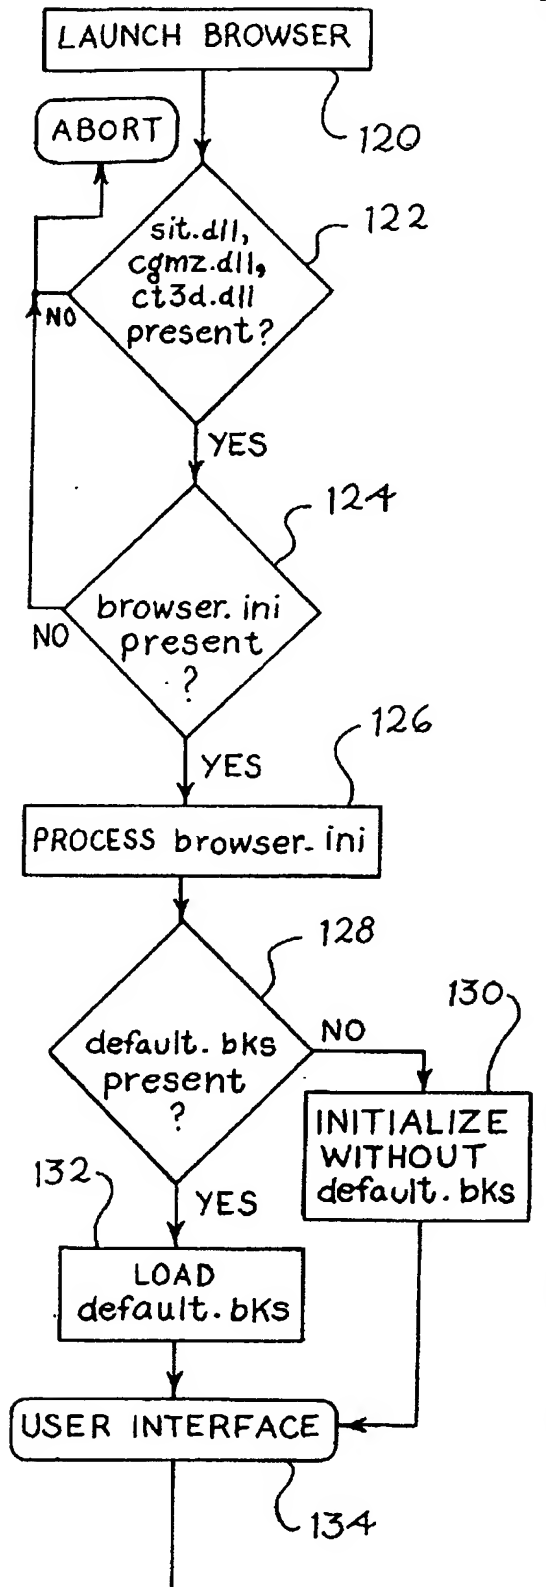 LAUNCH BROWSER
120
ABORT
122
sit.dll,
cgmz.dll,
ct3d.dll
present?
NO
YES
124
browser.ini
present
?
NO
YES
126
PROCESS browser.ini
128
default.bks
present
?
NO
130
INITIALIZE
WITHOUT
default.bks
132
YES
LOAD
default.bks
USER INTERFACE
134